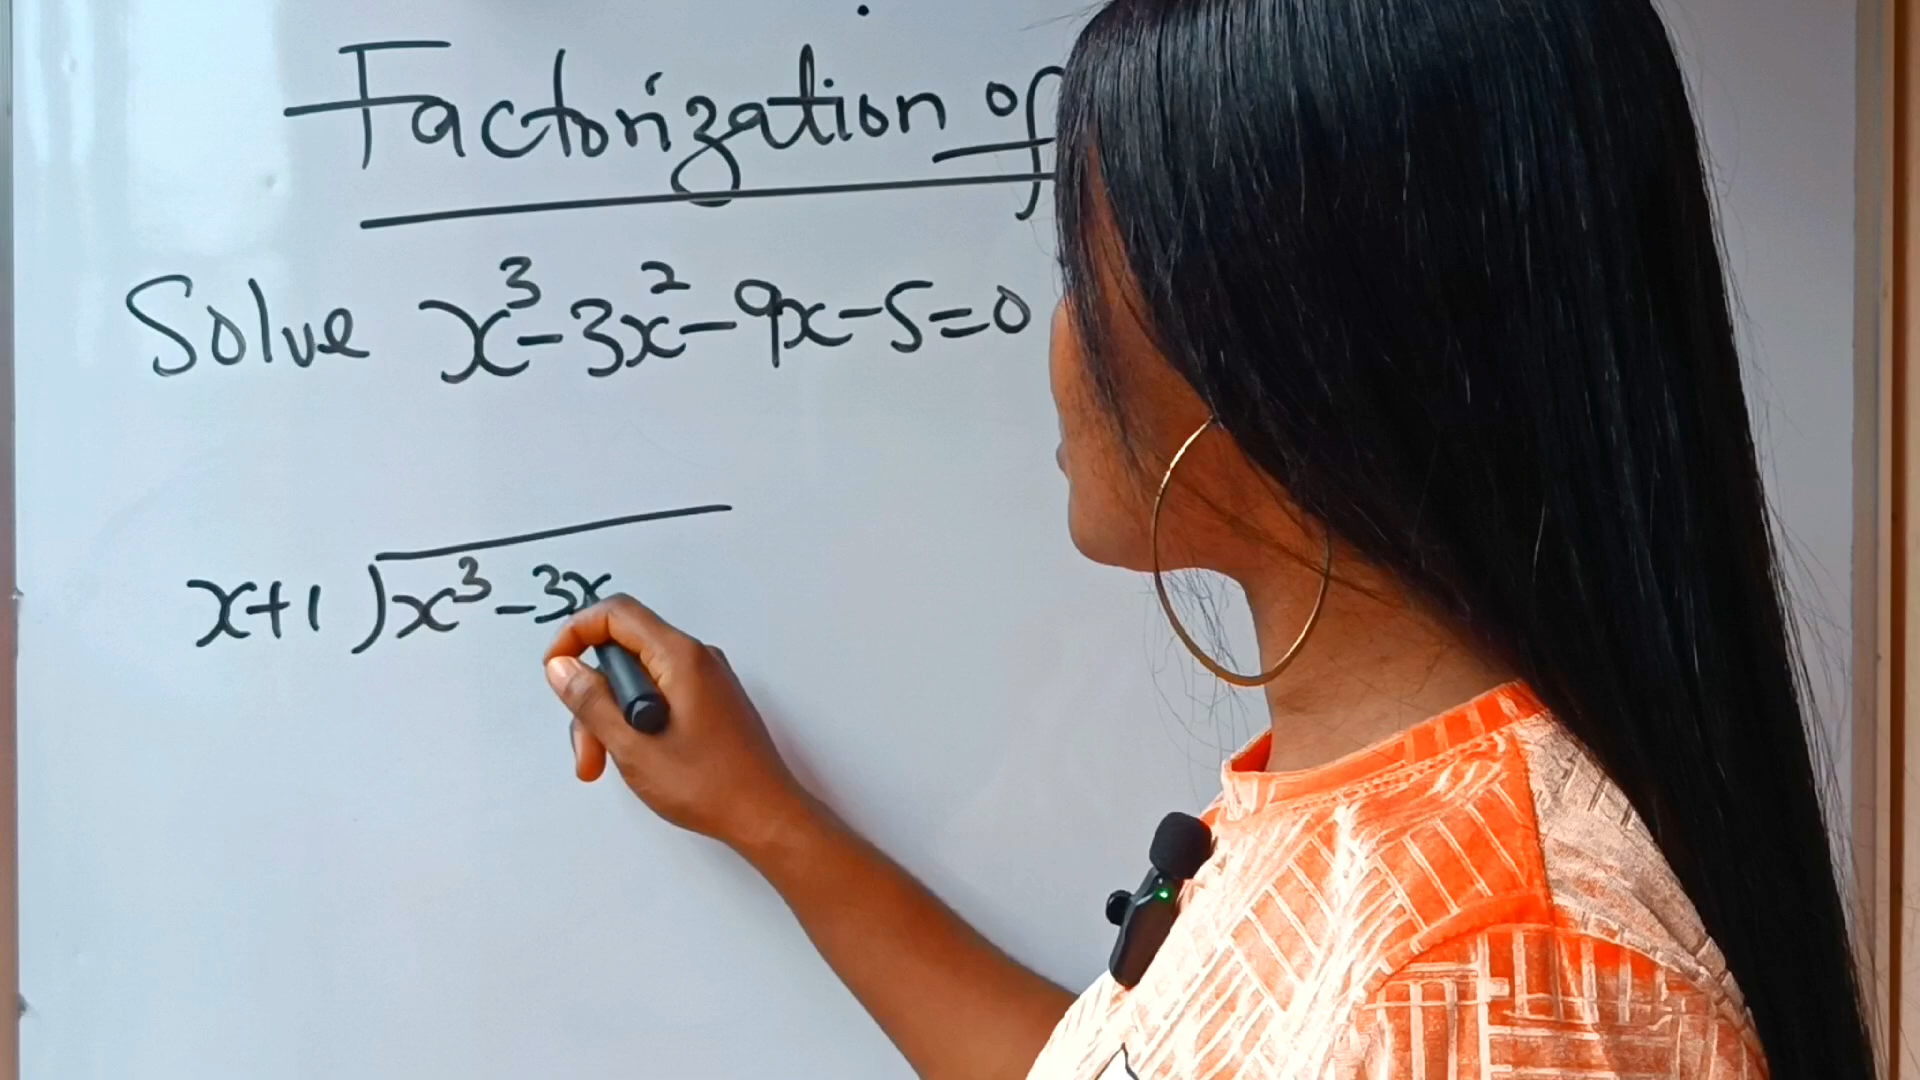 Factorization of
Solve x³-3x²-9x-5=0
x+1)x³-3x